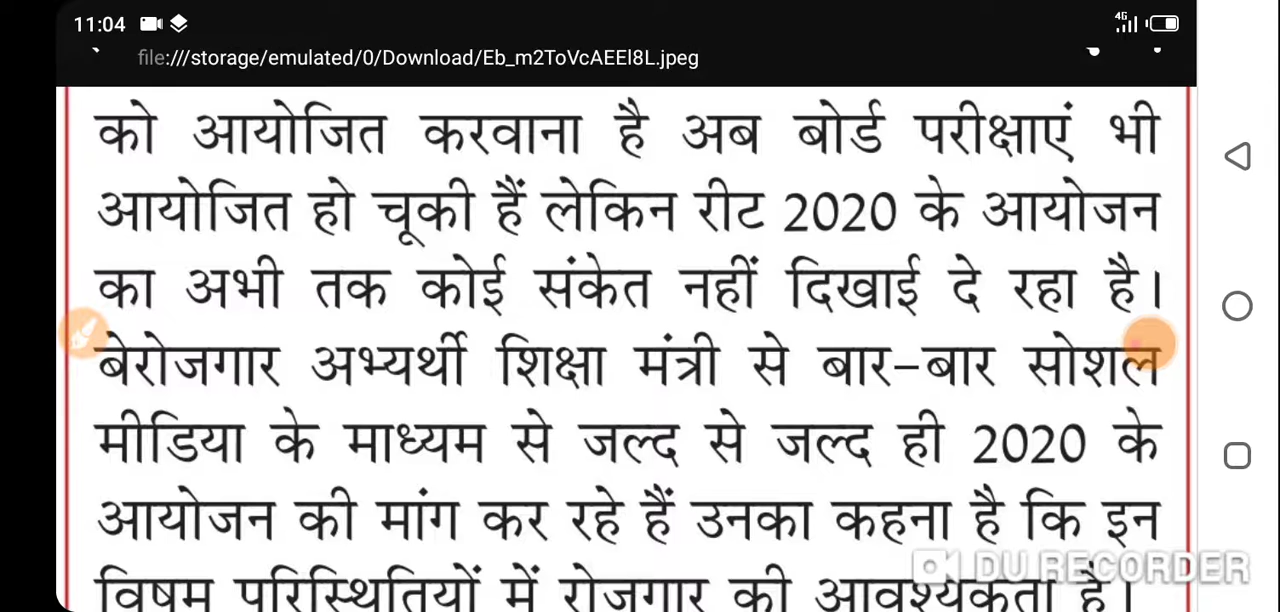 11:04 4G
file:///storage/emulated/0/Download/Eb_m2ToVcAEEl8L.jpeg
को आयोजित करवाना है अब बोर्ड परीक्षाएं भी
आयोजित हो चूकी हैं लेकिन रीट 2020 के आयोजन
का अभी तक कोई संकेत नहीं दिखाई दे रहा है।
बेरोजगार अभ्यर्थी शिक्षा मंत्री से बार-बार सोशल
मीडिया के माध्यम से जल्द से जल्द ही 2020 के
आयोजन की मांग कर रहे हैं उनका कहना है कि इन
विषम परिस्थितियों में रोजगार की आवश्यकता है।
DU RECORDER